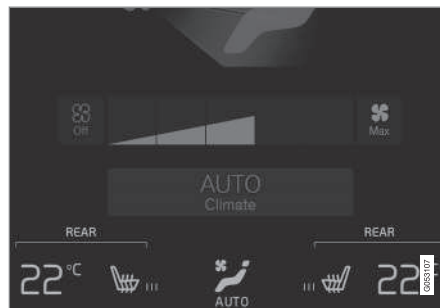 Off
Max
AUTO
Climate
REAR
REAR
22°C
AUTO
22°
G053107